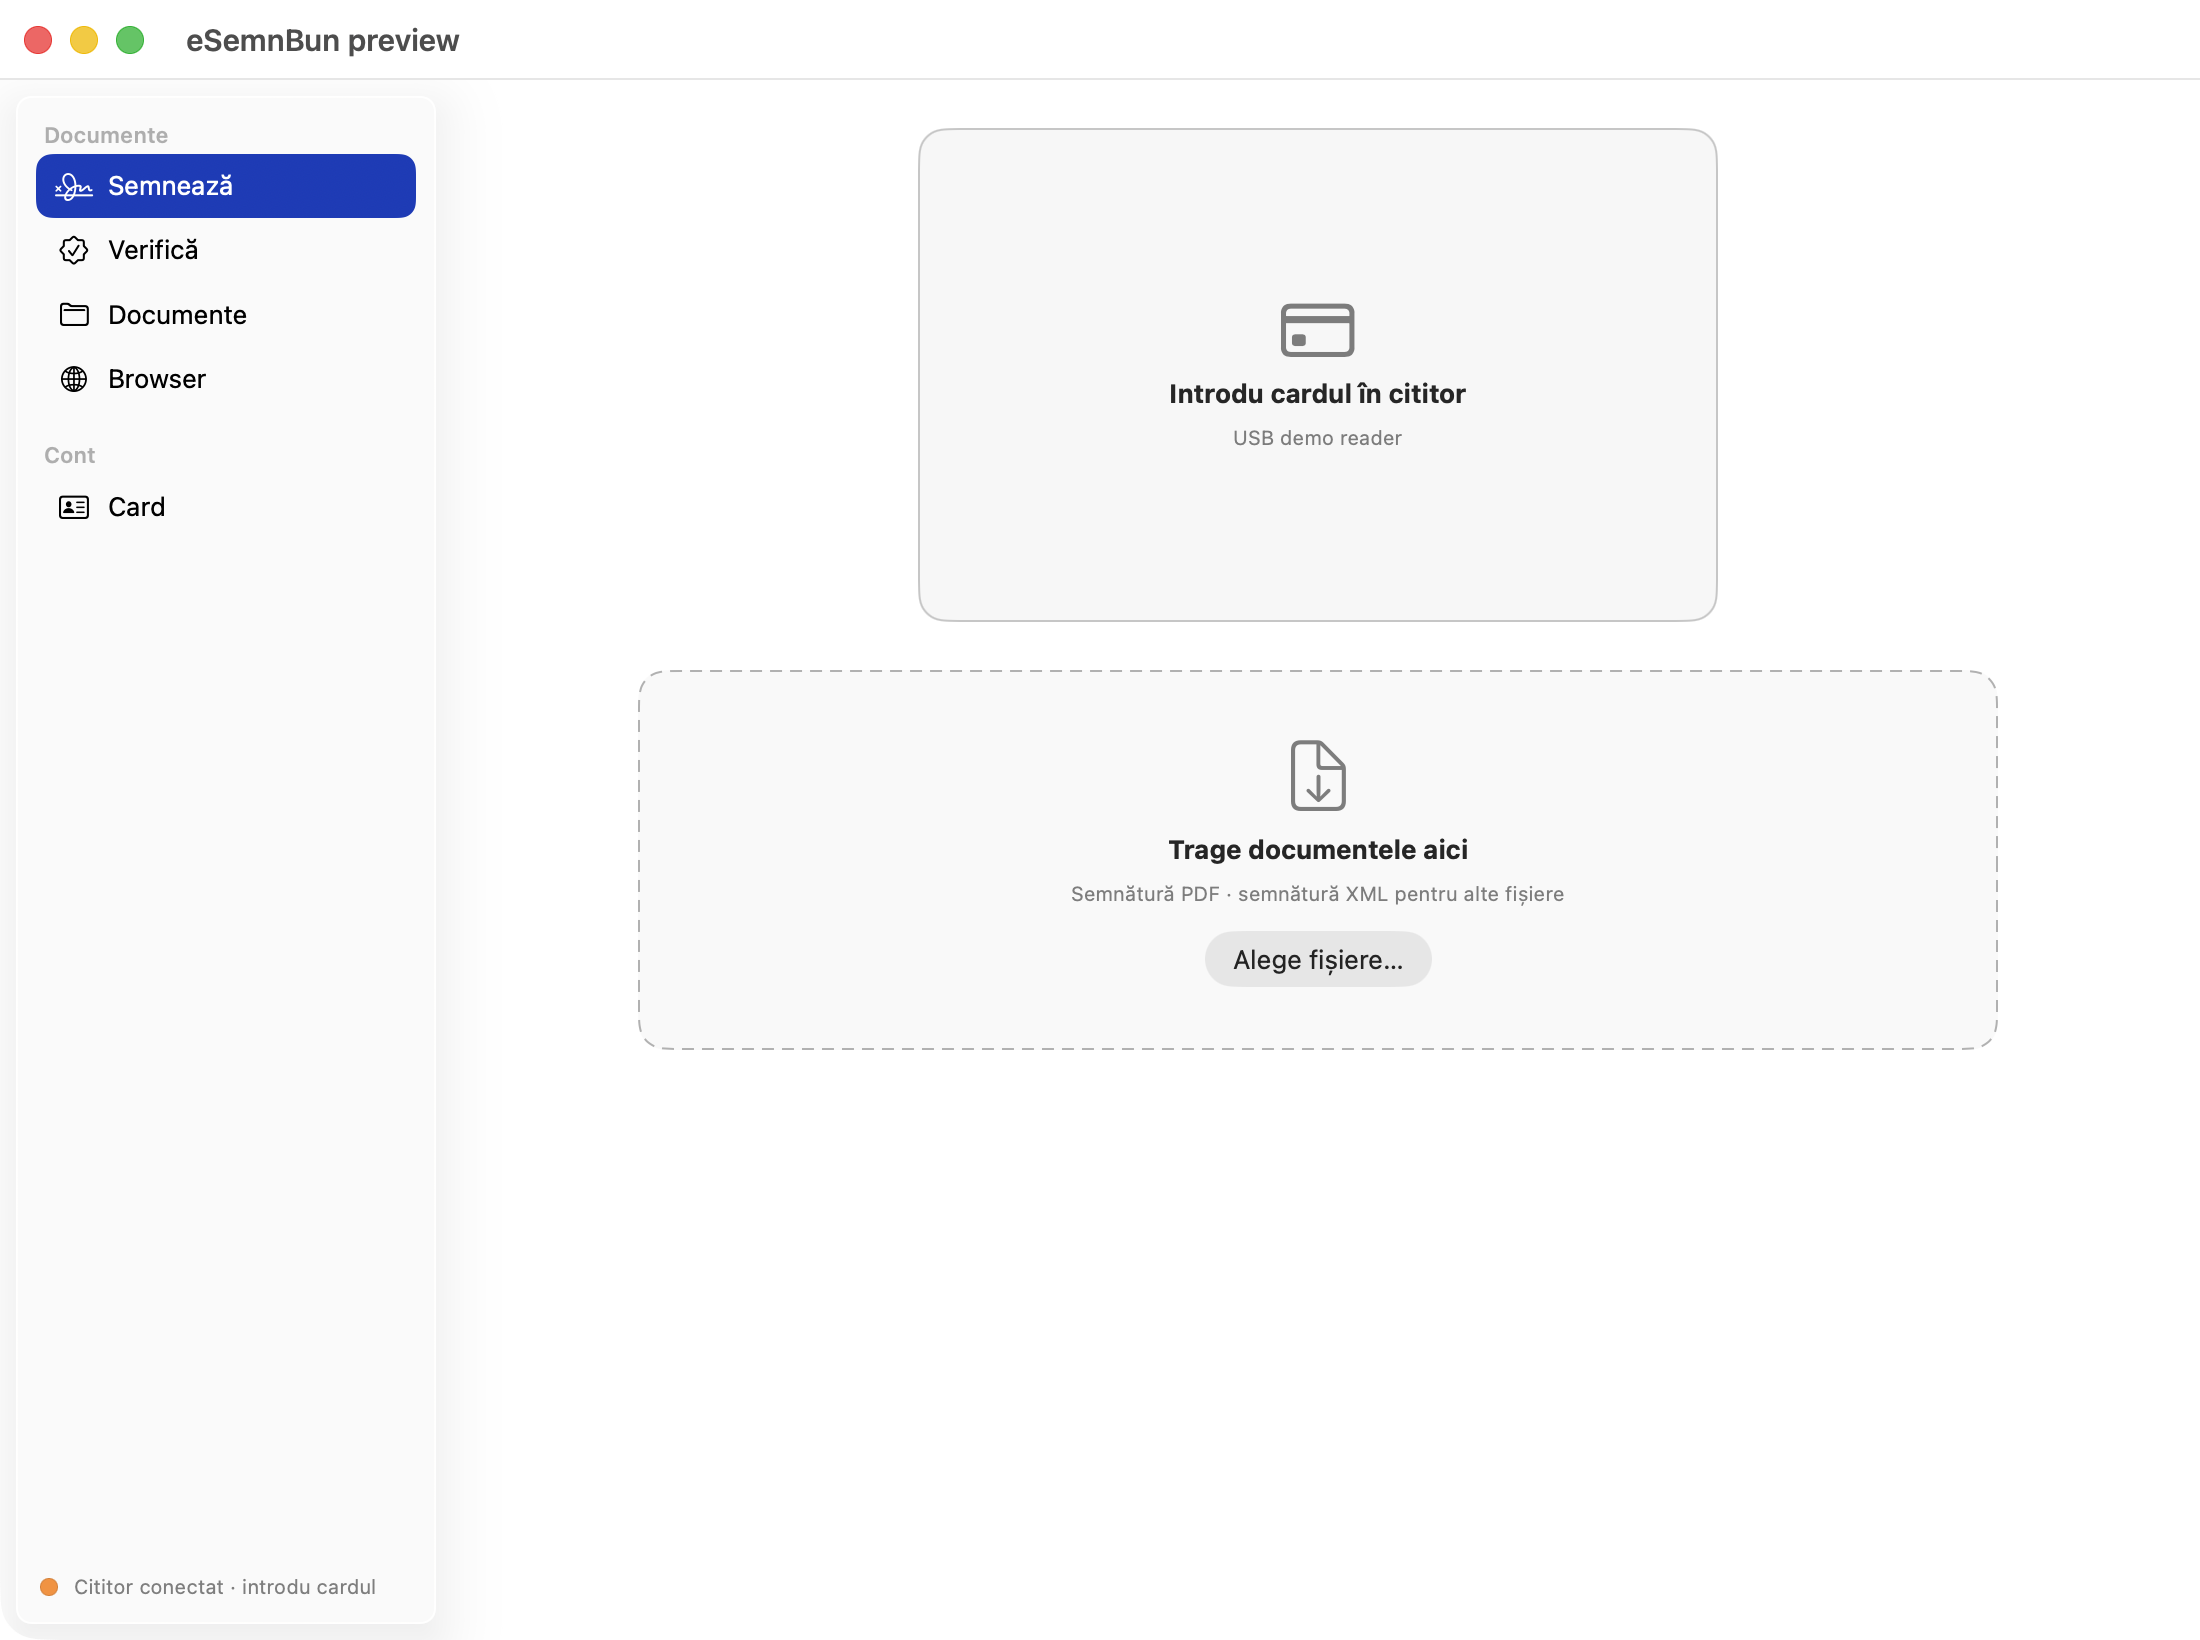 eSemnBun preview
Documente
Semnează
Verifică
Documente
Browser
Cont
Card
Cititor conectat · introdu cardul
Introdu cardul în cititor
USB demo reader
Trage documentele aici
Semnătură PDF · semnătură XML pentru alte fișiere
Alege fișiere...